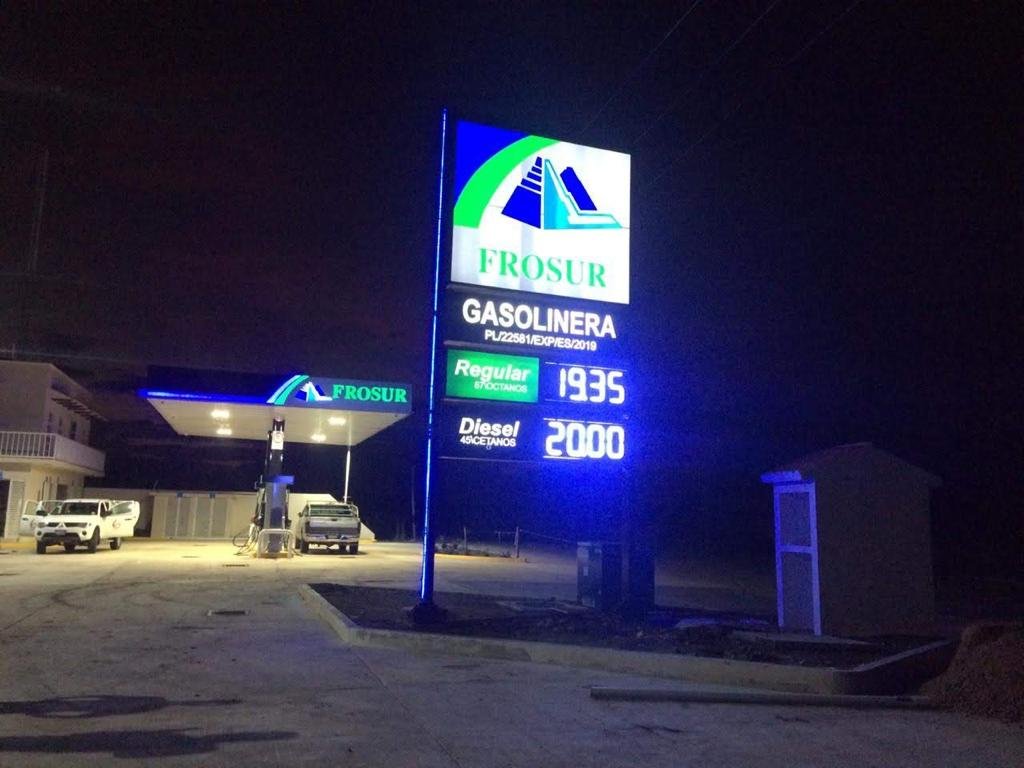 FROSUR
GASOLINERA
PL/22581/EXP/ES/2019
Regular
87\OCTANOS
19.35
Diesel
45\CETANOS
20.00
FROSUR